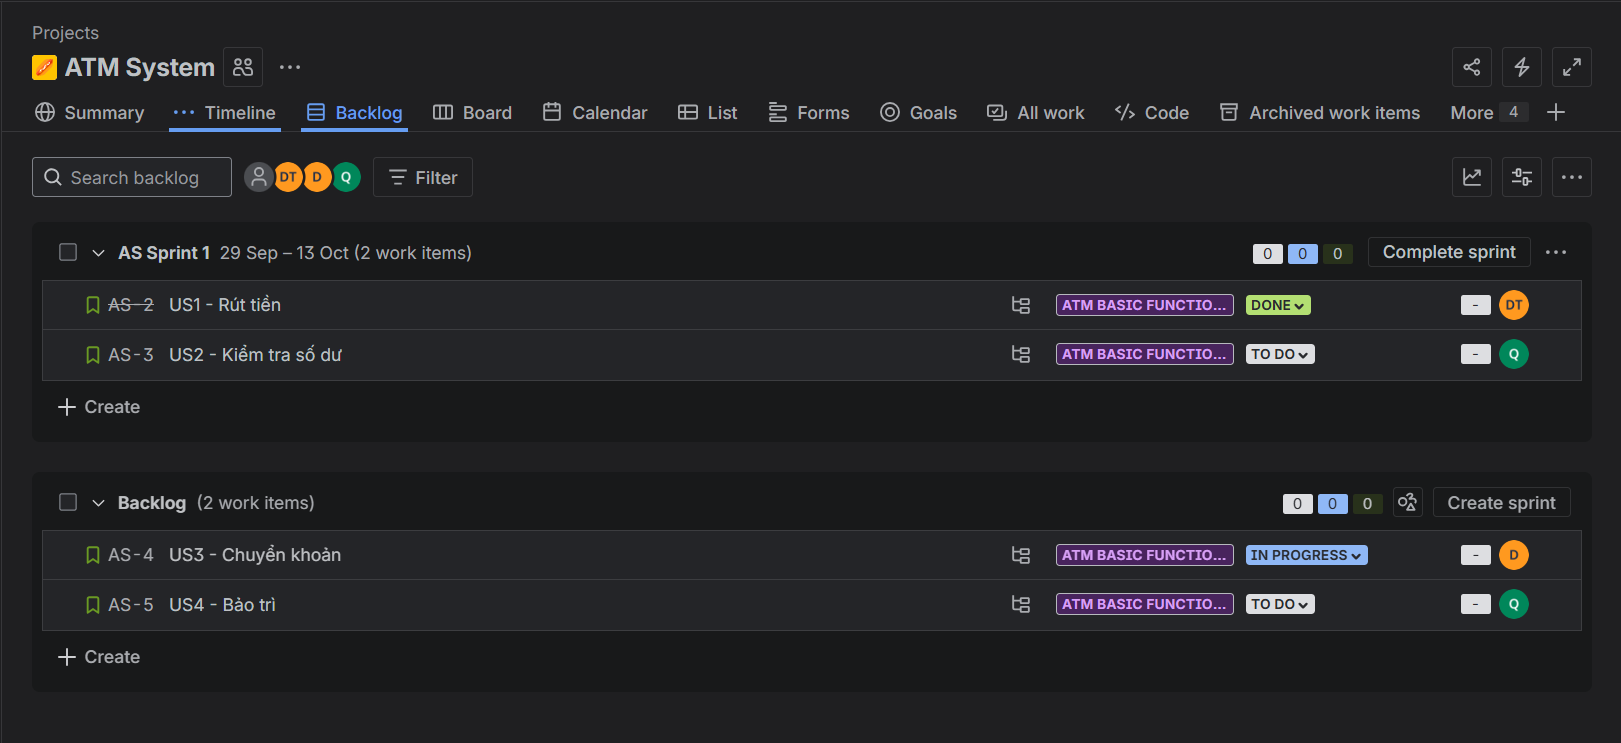 Projects
ATM System
Summary Timeline Backlog Board Calendar List Forms Goals All work Code Archived work items More 4
Search backlog DT D Q Filter
AS Sprint 1 29 Sep – 13 Oct (2 work items) 0 0 0 Complete sprint
AS-2 US1 - Rút tiền ATM BASIC FUNCTIO... DONE - DT
AS-3 US2 - Kiểm tra số dư ATM BASIC FUNCTIO... TO DO - Q
Create
Backlog (2 work items) 0 0 0 Create sprint
AS-4 US3 - Chuyển khoản ATM BASIC FUNCTIO... IN PROGRESS - D
AS-5 US4 - Bảo trì ATM BASIC FUNCTIO... TO DO - Q
Create